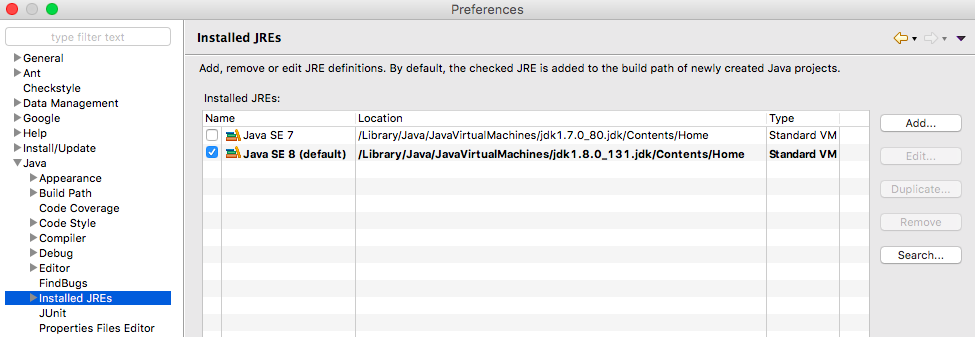 Preferences
type filter text
General
Ant
Checkstyle
Data Management
Google
Help
Install/Update
Java
Appearance
Build Path
Code Coverage
Code Style
Compiler
Debug
Editor
FindBugs
Installed JREs
JUnit
Properties Files Editor
Installed JREs
Add, remove or edit JRE definitions. By default, the checked JRE is added to the build path of newly created Java projects.
Installed JREs:
Name Location Type
Java SE 7 /Library/Java/JavaVirtualMachines/jdk1.7.0_80.jdk/Contents/Home Standard VM
Java SE 8 (default) /Library/Java/JavaVirtualMachines/jdk1.8.0_131.jdk/Contents/Home Standard VM
Add...
Edit...
Duplicate...
Remove
Search...